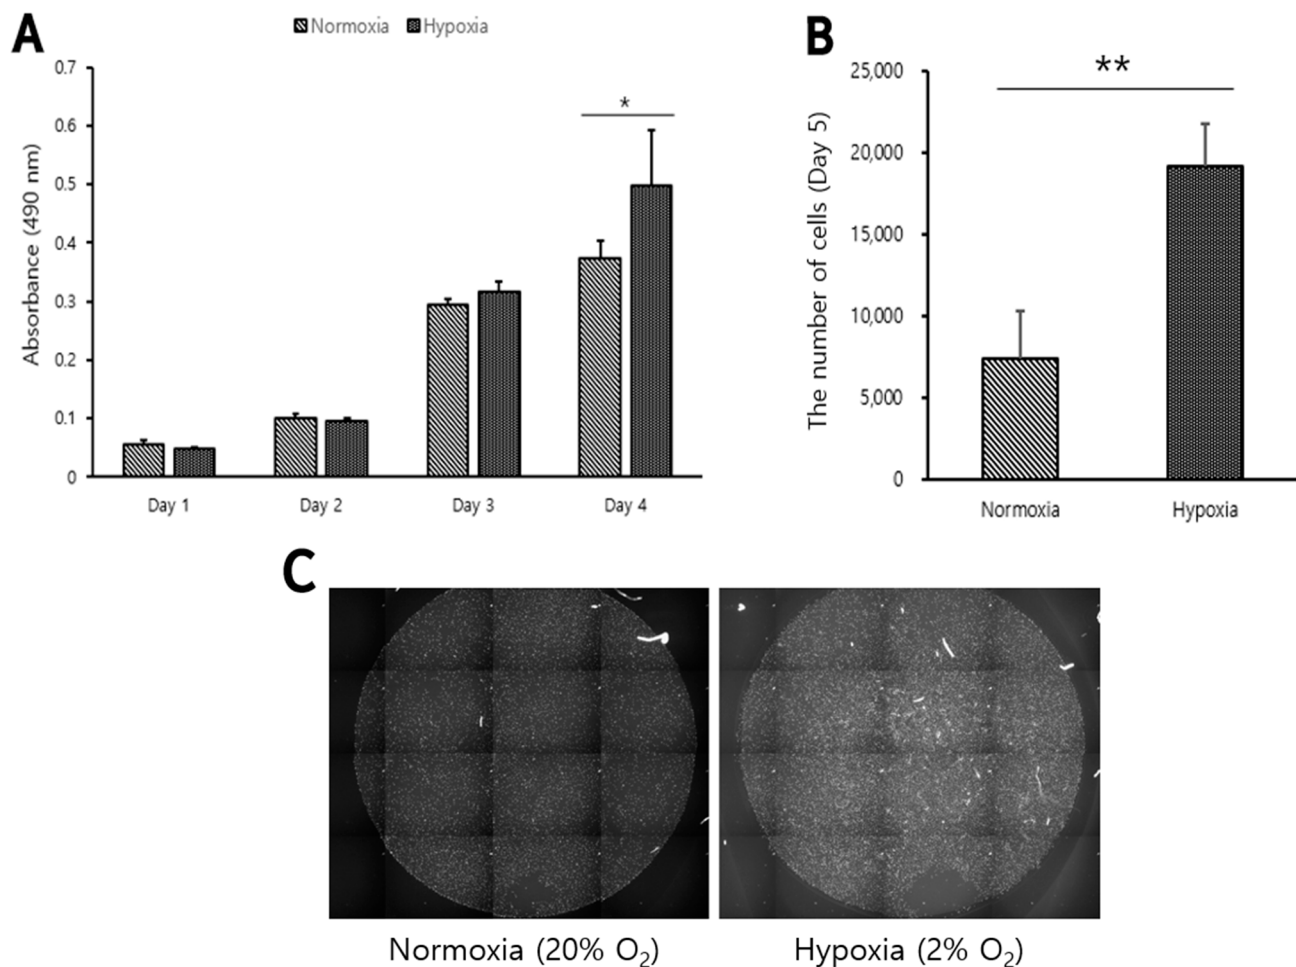 A
Normoxia Hypoxia
Absorbance (490 nm)
0.7
0.6
0.5
0.4
0.3
0.2
0.1
0
*
Day 1 Day 2 Day 3 Day 4
B
The number of cells (Day 5)
25,000
20,000
15,000
10,000
5,000
0
**
Normoxia Hypoxia
C
Normoxia (20% O₂) Hypoxia (2% O₂)